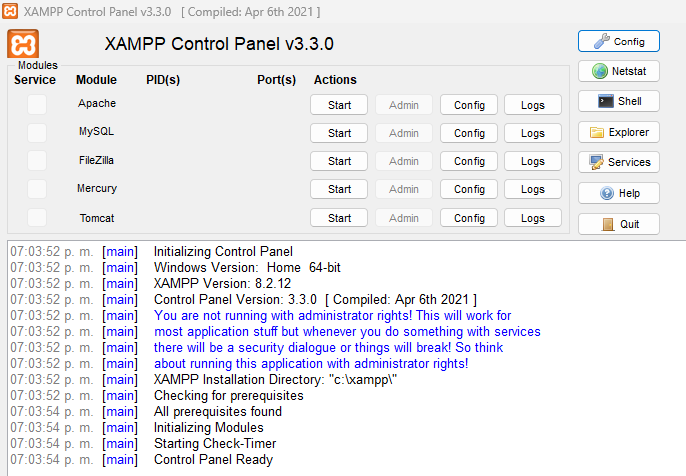 XAMPP Control Panel v3.3.0 [ Compiled: Apr 6th 2021 ]
XAMPP Control Panel v3.3.0
Config
Modules
Service Module PID(s) Port(s) Actions
Netstat
Apache Start Admin Config Logs
Shell
MySQL Start Admin Config Logs
Explorer
FileZilla Start Admin Config Logs
Services
Mercury Start Admin Config Logs
Help
Tomcat Start Admin Config Logs
Quit
07:03:52 p. m. [main] Initializing Control Panel
07:03:52 p. m. [main] Windows Version: Home 64-bit
07:03:52 p. m. [main] XAMPP Version: 8.2.12
07:03:52 p. m. [main] Control Panel Version: 3.3.0 [ Compiled: Apr 6th 2021 ]
07:03:52 p. m. [main] You are not running with administrator rights! This will work for
07:03:52 p. m. [main] most application stuff but whenever you do something with services
07:03:52 p. m. [main] there will be a security dialogue or things will break! So think
07:03:52 p. m. [main] about running this application with administrator rights!
07:03:52 p. m. [main] XAMPP Installation Directory: "c:\xampp\"
07:03:52 p. m. [main] Checking for prerequisites
07:03:54 p. m. [main] All prerequisites found
07:03:54 p. m. [main] Initializing Modules
07:03:54 p. m. [main] Starting Check-Timer
07:03:54 p. m. [main] Control Panel Ready